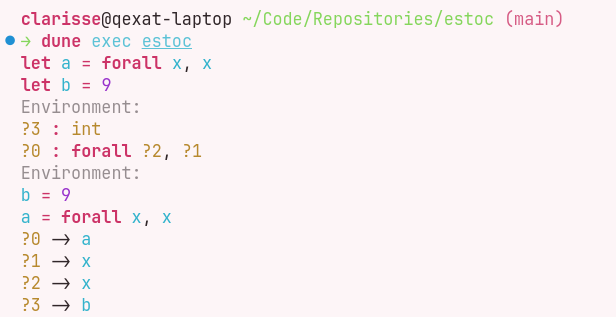 clarisse@qexat-laptop ~/Code/Repositories/estoc (main)
→ dune exec estoc
let a = forall x, x
let b = 9
Environment:
?3 : int
?0 : forall ?2, ?1
Environment:
b = 9
a = forall x, x
?0 -> a
?1 -> x
?2 -> x
?3 -> b